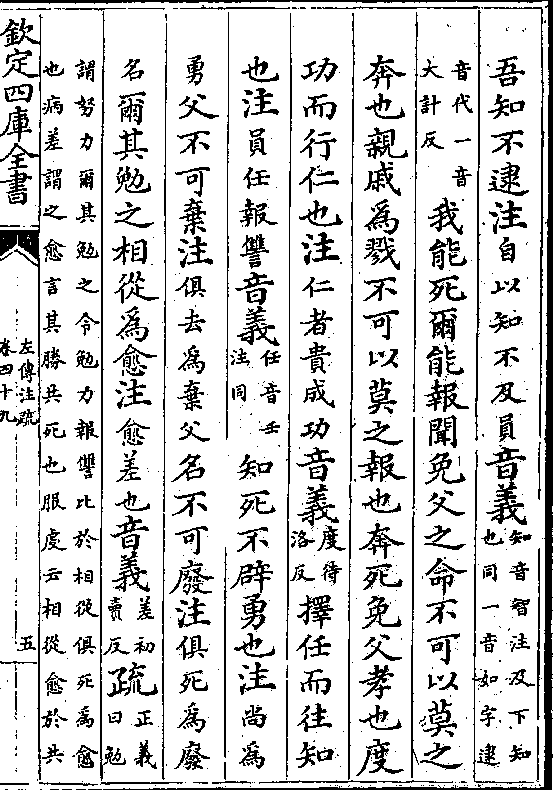 吾知不逮注自以知不及員音義知音智注及下知也同一音如字逮
音代一音大計反我能死爾能報聞免父之命不可以莫之
奔也親戚為戮不可以莫之報也奔死免父孝也度
功而行仁也注仁者貴成功音義度待洛反擇任而往知
也注員任報讐音義任音壬注同知死不辟勇也注尚為
勇父不可棄注俱去為棄父名不可廢注俱死為廢
名爾其勉之相從為愈注愈差也音義差初賣反疏正義曰勉
謂努力爾其勉之令勉力報讐比於相從俱死為愈
也病差謂之愈言其勝共死也服虔云相從愈於共
欽定四庫全書
左傳注疏
卷四十九
五